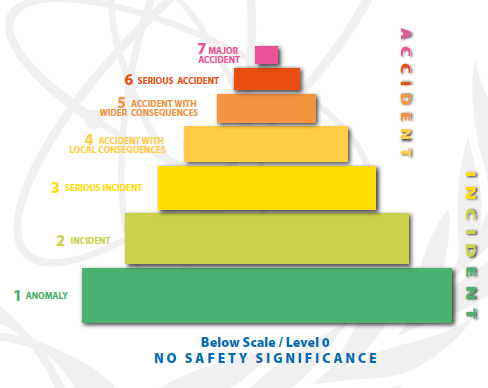 7 MAJOR
ACCIDENT
6 SERIOUS ACCIDENT
5 ACCIDENT WITH
WIDER CONSEQUENCES
4 ACCIDENT WITH
LOCAL CONSEQUENCES
3 SERIOUS INCIDENT
2 INCIDENT
1 ANOMALY
ACCIDENT
INCIDENT
Below Scale / Level 0
NO SAFETY SIGNIFICANCE